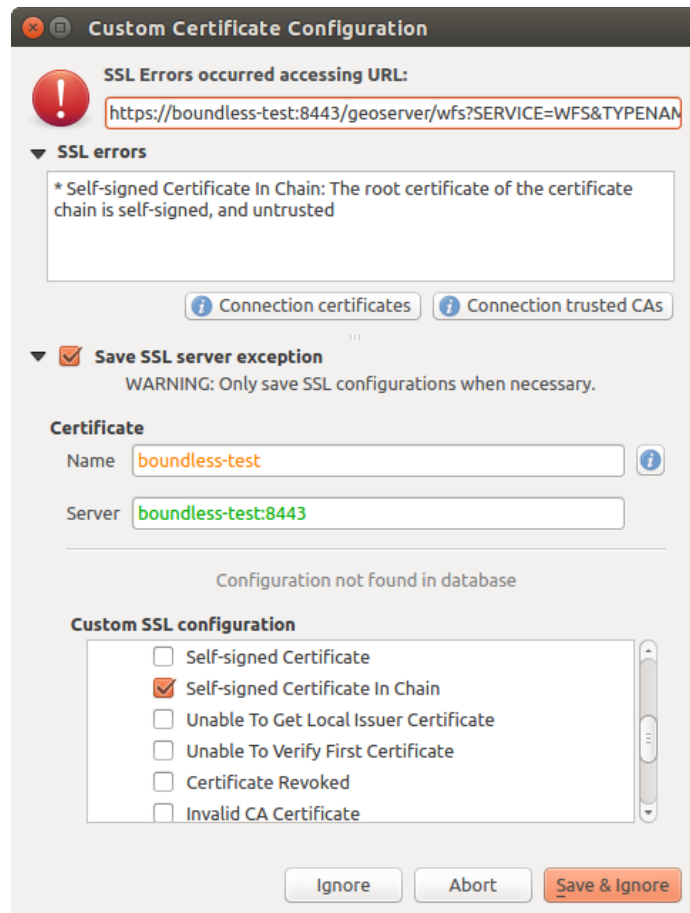 Custom Certificate Configuration
SSL Errors occurred accessing URL:
https://boundless-test:8443/geoserver/wfs?SERVICE=WFS&TYPENAM
SSL errors
* Self-signed Certificate In Chain: The root certificate of the certificate
chain is self-signed, and untrusted
Connection certificates
Connection trusted CAs
Save SSL server exception
WARNING: Only save SSL configurations when necessary.
Certificate
Name boundless-test
Server boundless-test:8443
Configuration not found in database
Custom SSL configuration
Self-signed Certificate
Self-signed Certificate In Chain
Unable To Get Local Issuer Certificate
Unable To Verify First Certificate
Certificate Revoked
Invalid CA Certificate
Ignore Abort Save & Ignore